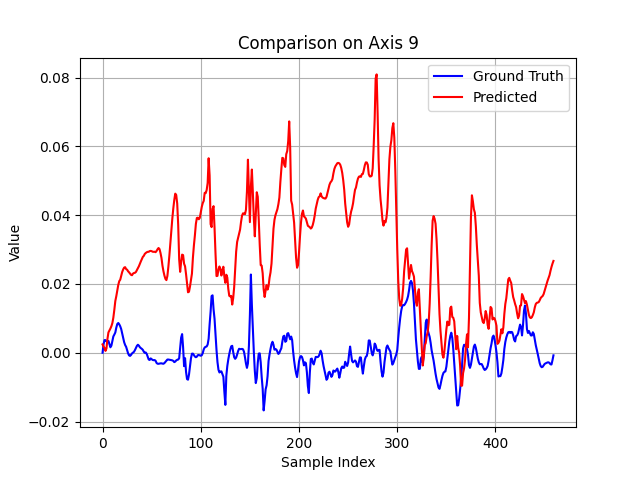 Comparison on Axis 9
Ground Truth
Predicted
0.08
0.06
0.04
0.02
0.00
−0.02
Value
0 100 200 300 400
Sample Index